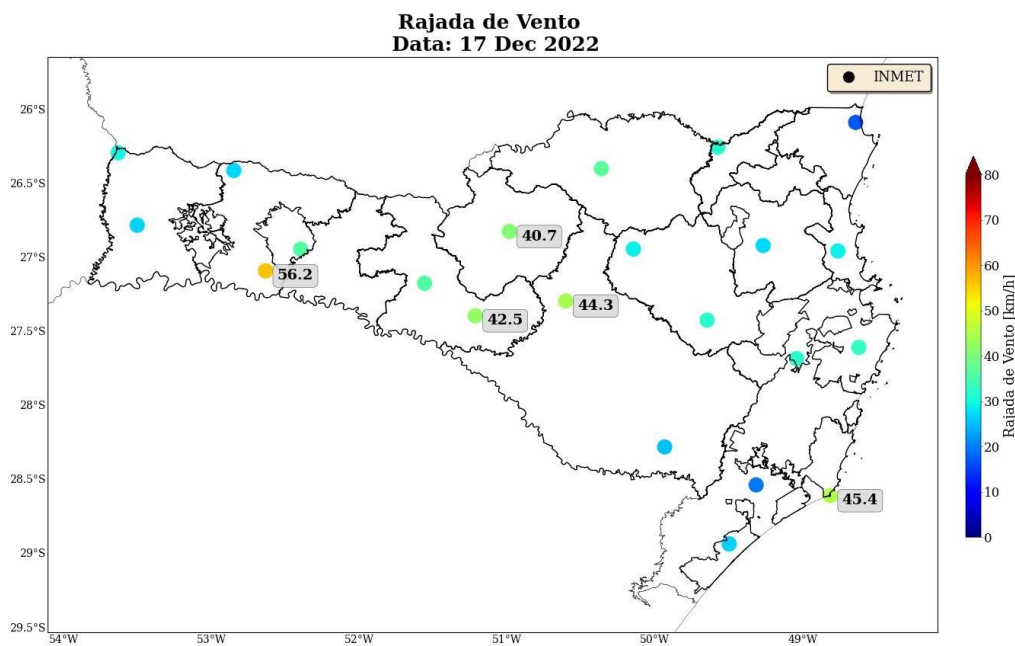 Rajada de Vento
Data: 17 Dec 2022
INMET
26°S
26.5°S
27°S
27.5°S
28°S
28.5°S
29°S
29.5°S
40.7
56.2
44.3
42.5
45.4
54°W
53°W
52°W
51°W
50°W
49°W
80
70
60
50
40
30
20
10
0
Rajada de Vento [km/h]